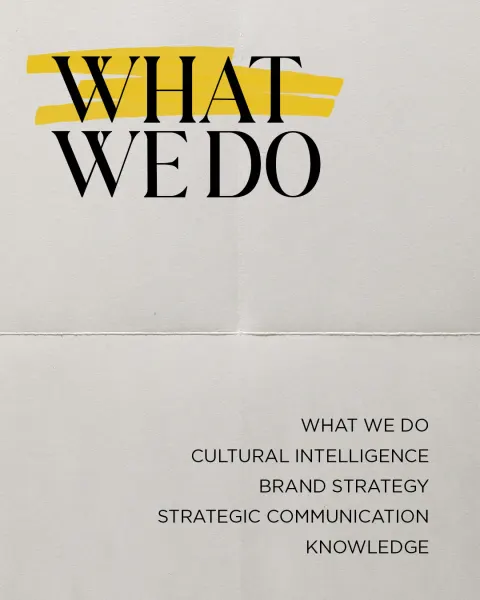 WHAT
WE DO
WHAT WE DO
CULTURAL INTELLIGENCE
BRAND STRATEGY
STRATEGIC COMMUNICATION
KNOWLEDGE